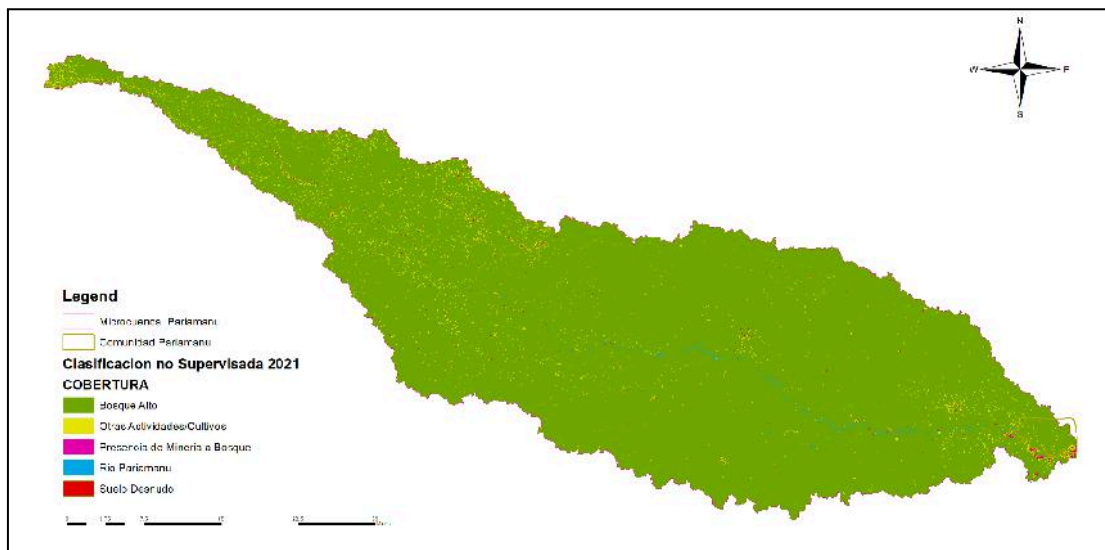 N
W
E
S
Legend
Microcuenca Pariamanu
Comunidad Pariamanu
Clasificacion no Supervisada 2021
COBERTURA
Bosque Alto
Otras Actividades/Cultivos
Presencia de Mineria a Bosque
Rio Pariamanu
Suelo Desnudo